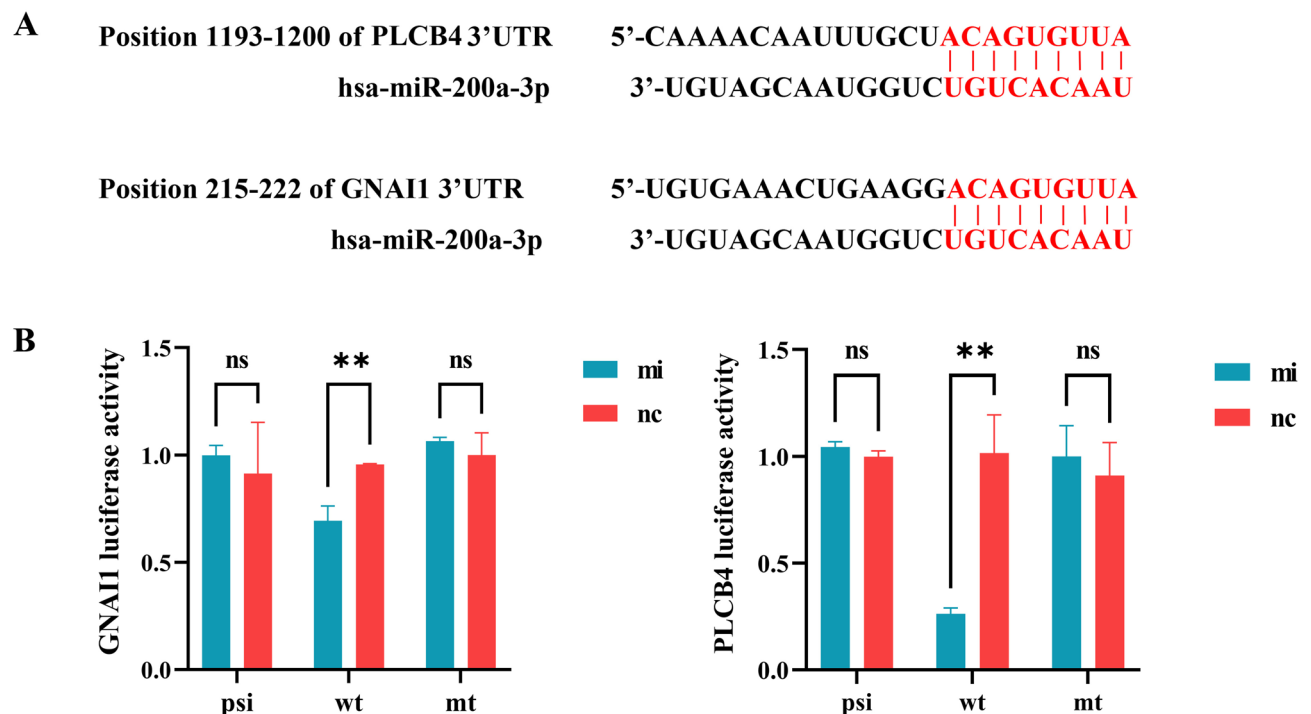 A
Position 1193-1200 of PLCB4 3’UTR 5’-CAAAACAAUUUGCUACAGUGUUA
hsa-miR-200a-3p 3’-UGUAGCAAUGGUCUGUCACAAU
Position 215-222 of GNAI1 3’UTR 5’-UGUGAAACUGAAGGACAGUGUUA
hsa-miR-200a-3p 3’-UGUAGCAAUGGUCUGUCACAAU
B
GNAI1 luciferase activity
1.5
1.0
0.5
0.0
ns
**
ns
psi
wt
mt
mi
nc
PLCB4 luciferase activity
1.5
1.0
0.5
0.0
ns
**
ns
psi
wt
mt
mi
nc